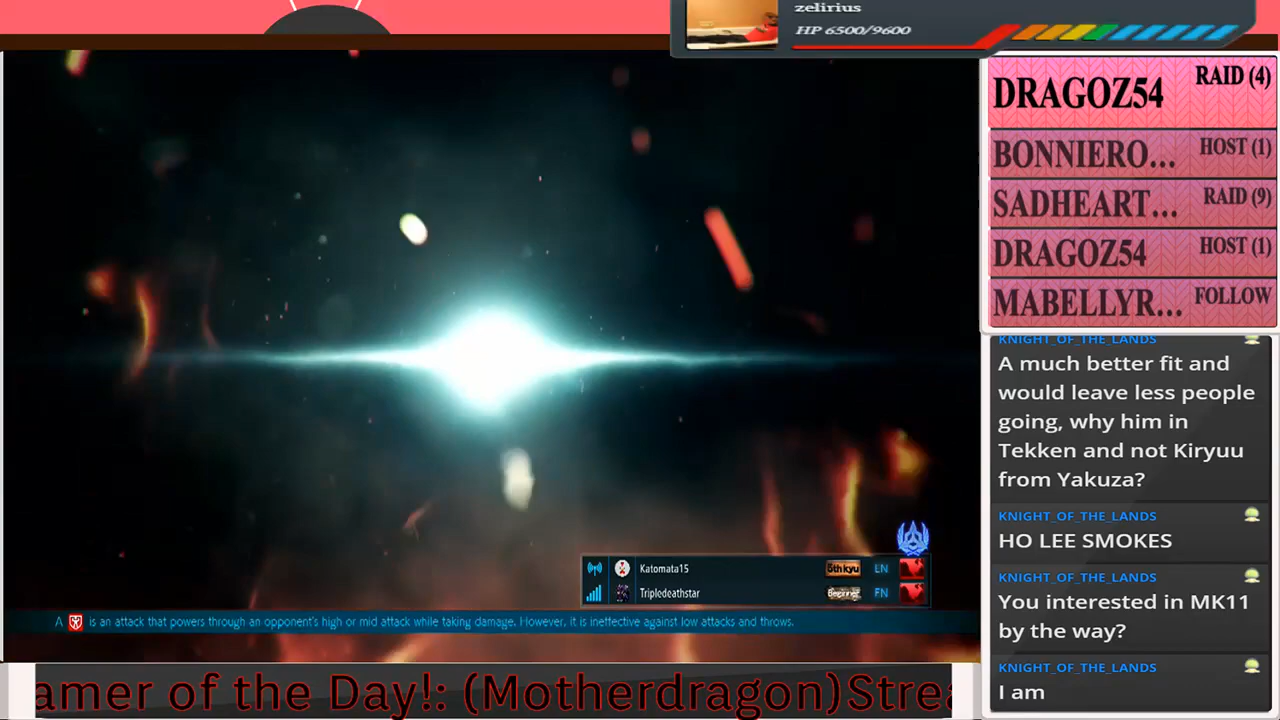 zelirius
HP 6500/9600
DRAGOZ54 RAID (4)
BONNIERO... HOST (1)
SADHEART... RAID (9)
DRAGOZ54 HOST (1)
MABELLYR... FOLLOW
KNIGHT_OF_THE_LANDS
A much better fit and
would leave less people
going, why him in
Tekken and not Kiryuu
from Yakuza?
KNIGHT_OF_THE_LANDS
HO LEE SMOKES
KNIGHT_OF_THE_LANDS
You interested in MK11
by the way?
KNIGHT_OF_THE_LANDS
I am
Katomata15 5th kyu LN
Tripledeathstar Beginner FN
A is an attack that powers through an opponent's high or mid attack while taking damage. However, it is ineffective against low attacks and throws.
amer of the Day!: (Motherdragon)Strea